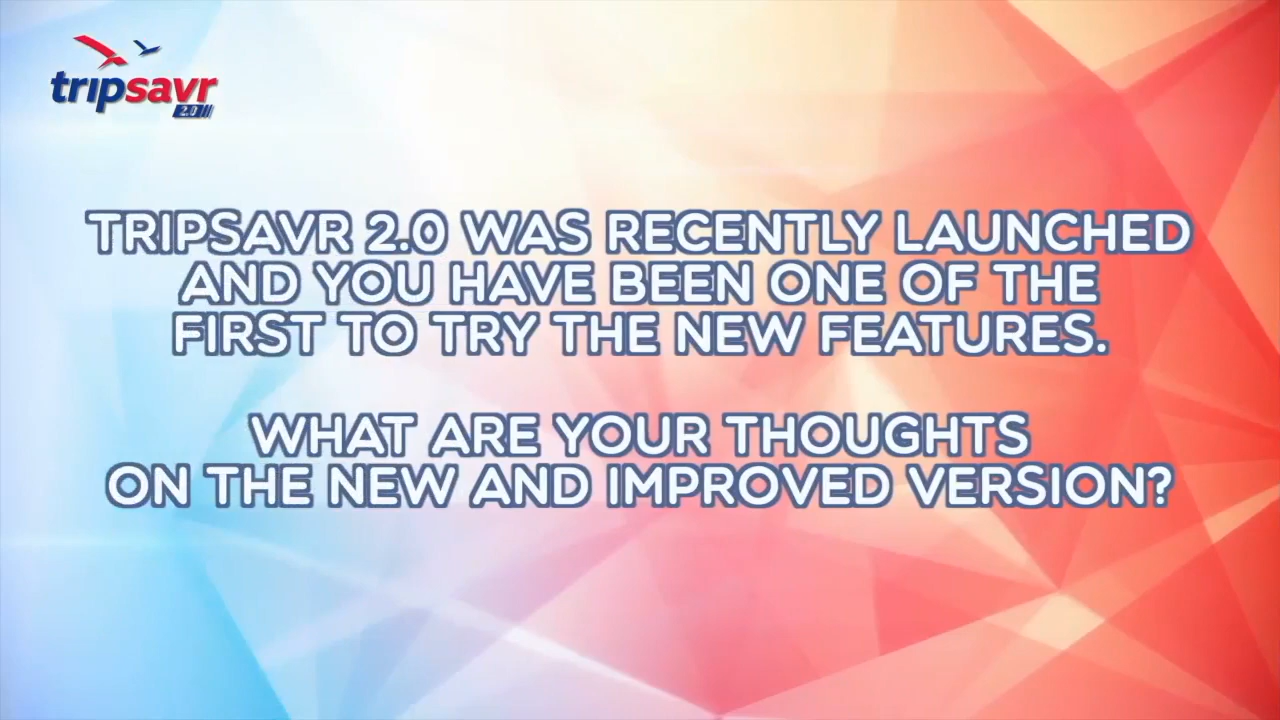 tripsavr
2.0
TRIPSAVR 2.0 WAS RECENTLY LAUNCHED
AND YOU HAVE BEEN ONE OF THE
FIRST TO TRY THE NEW FEATURES.
WHAT ARE YOUR THOUGHTS
ON THE NEW AND IMPROVED VERSION?